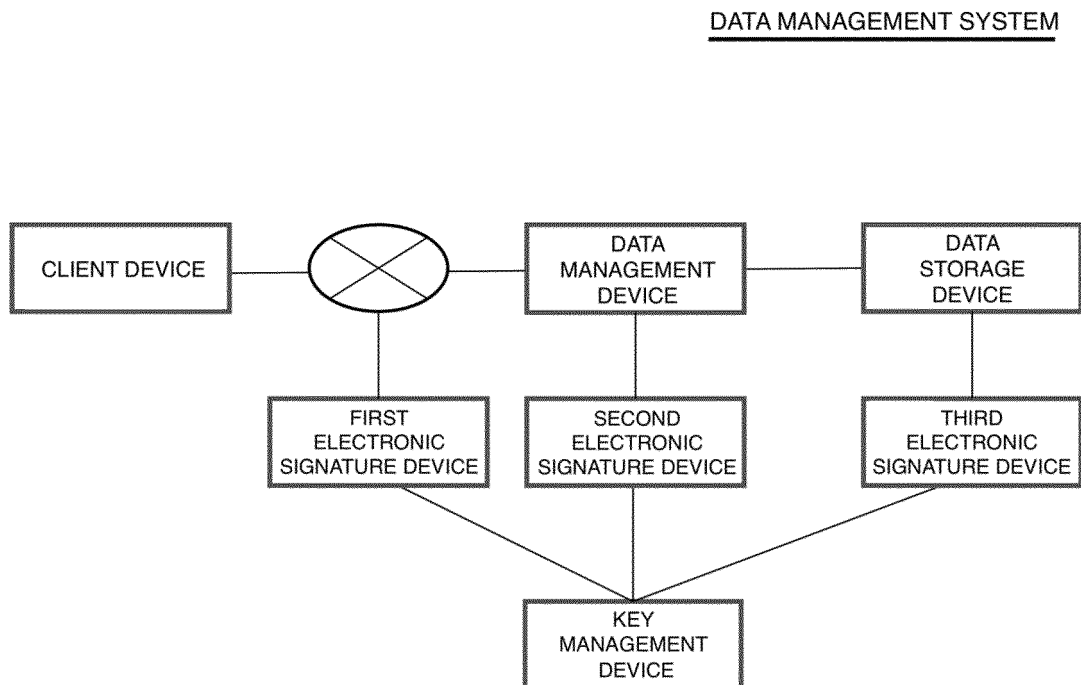 DATA MANAGEMENT SYSTEM
CLIENT DEVICE
DATA
MANAGEMENT
DEVICE
DATA
STORAGE
DEVICE
FIRST
ELECTRONIC
SIGNATURE DEVICE
SECOND
ELECTRONIC
SIGNATURE DEVICE
THIRD
ELECTRONIC
SIGNATURE DEVICE
KEY
MANAGEMENT
DEVICE